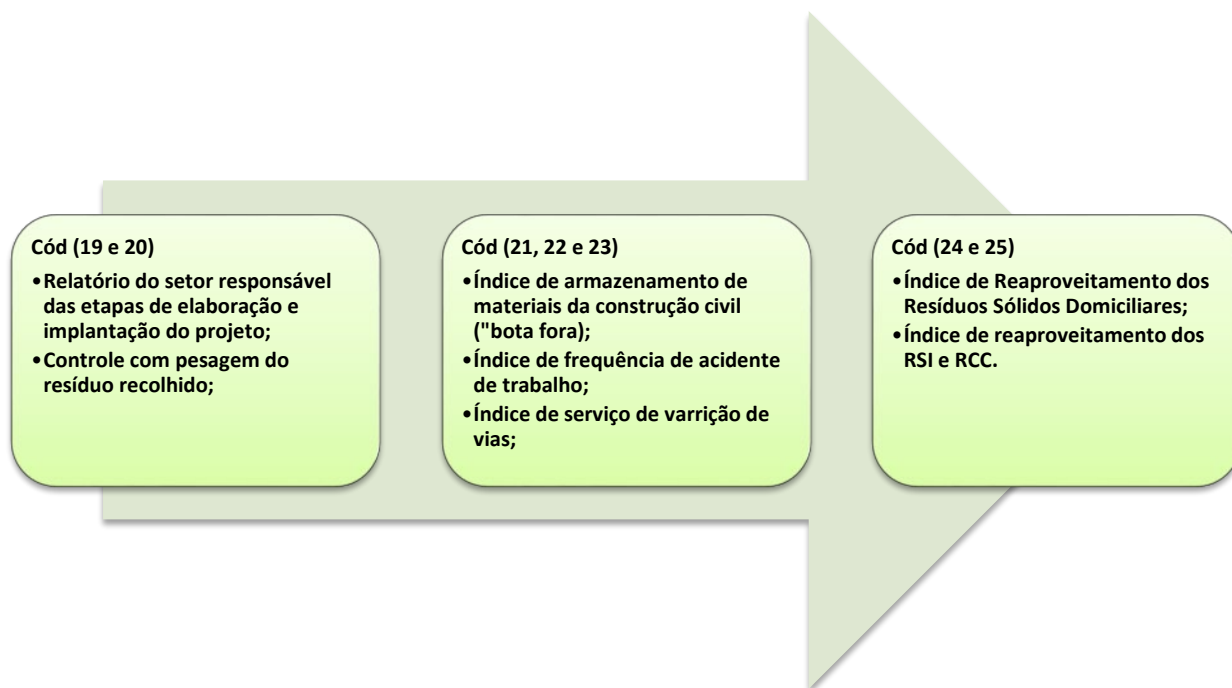 Cód (19 e 20)
•Relatório do setor responsável
das etapas de elaboração e
implantação do projeto;
•Controle com pesagem do
resíduo recolhido;
Cód (21, 22 e 23)
•Índice de armazenamento de
materiais da construção civil
("bota fora);
•Índice de frequência de acidente
de trabalho;
•Índice de serviço de varrição de
vias;
Cód (24 e 25)
•Índice de Reaproveitamento dos
Resíduos Sólidos Domiciliares;
•Índice de reaproveitamento dos
RSI e RCC.